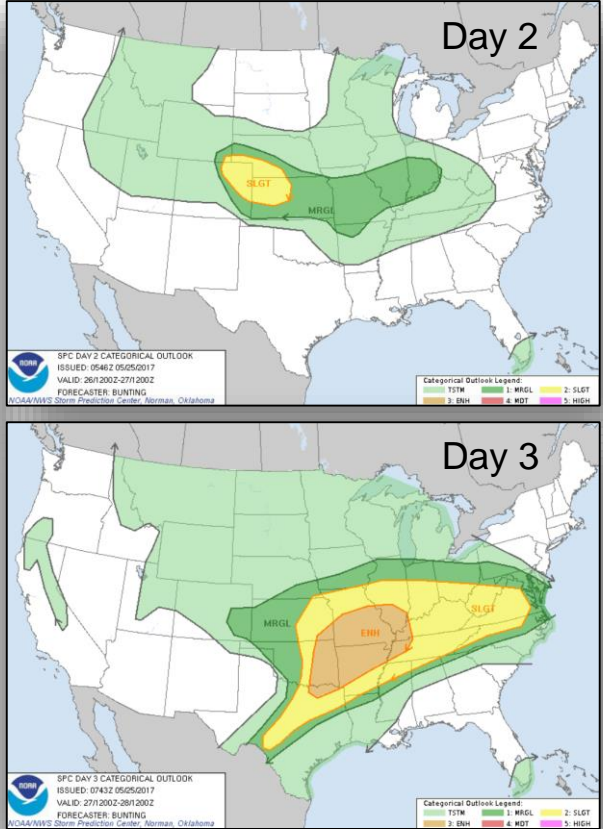 Day 2
SLGT
MRGL
NOAA
SPC DAY 2 CATEGORICAL OUTLOOK
ISSUED: 0546Z 05/25/2017
VALID: 26/1200Z-27/1200Z
FORECASTER: BUNTING
NOAA/NWS Storm Prediction Center, Norman, Oklahoma
Categorical Outlook Legend:
TSTM 1: MRGL 2: SLGT
3: ENH 4: MDT 5: HIGH
Day 3
SLGT
MRGL
ENH
NOAA
SPC DAY 3 CATEGORICAL OUTLOOK
ISSUED: 0743Z 05/25/2017
VALID: 27/1200Z-28/1200Z
FORECASTER: BUNTING
NOAA/NWS Storm Prediction Center, Norman, Oklahoma
Categorical Outlook Legend:
TSTM 1: MRGL 2: SLGT
3: ENH 4: MDT 5: HIGH